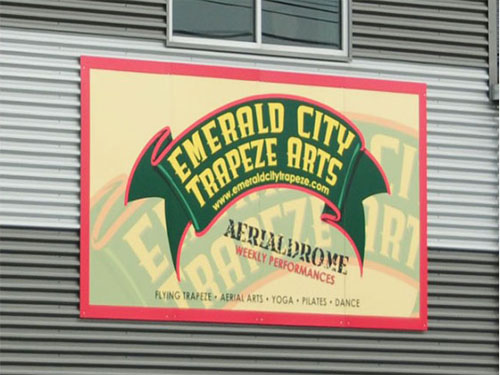 EMERALD CITY
TRAPEZE ARTS
www.emeraldcitytrapeze.com
AERIALDROME
WEEKLY PERFORMANCES
FLYING TRAPEZE • AERIAL ARTS • YOGA • PILATES • DANCE